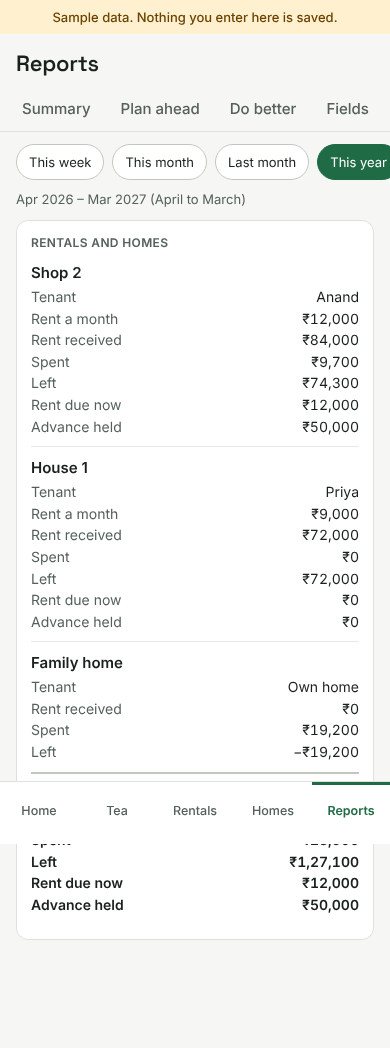 Sample data. Nothing you enter here is saved.
Reports
Summary Plan ahead Do better Fields
This week This month Last month This year
Apr 2026 – Mar 2027 (April to March)
RENTALS AND HOMES
Shop 2
Tenant Anand
Rent a month ₹12,000
Rent received ₹84,000
Spent ₹9,700
Left ₹74,300
Rent due now ₹12,000
Advance held ₹50,000
House 1
Tenant Priya
Rent a month ₹9,000
Rent received ₹72,000
Spent ₹0
Left ₹72,000
Rent due now ₹0
Advance held ₹0
Family home
Tenant Own home
Rent received ₹0
Spent ₹19,200
Left −₹19,200
Home Tea Rentals Homes Reports
Left ₹1,27,100
Rent due now ₹12,000
Advance held ₹50,000